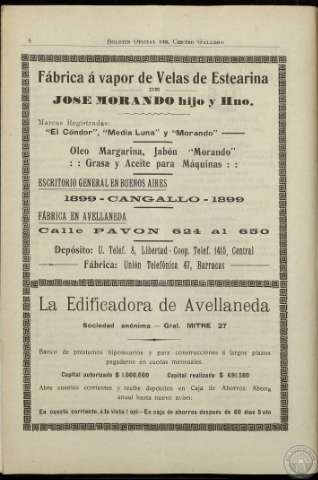 Boletin Oficial del Centro Gallego
Fábrica á vapor de Velas de Estearina
DE
JOSE MORANDO hijo y Hno.
Marcas Registradas:
"El Cóndor", "Media Luna" y "Morando"
Oleo Margarina, Jabón "Morando"
: : Grasa y Aceite para Máquinas : :
ESCRITORIO GENERAL EN BUENOS AIRES
1899 - CANGALLO - 1899
FÁBRICA EN AVELLANEDA
Calle PAVON 624 al 650
Depósito: U. Telef. 8, Libertad - Coop. Telef. 1415, Central
Fábrica: Unión Telefónica 67, Barracas
La Edificadora de Avellaneda
Sociedad anónima - Gral. MITRE 27
Banco de préstamos hipotecarios y para construcciones á largos plazos
pagaderos en cuotas mensuales.
Capital autorizado $ 1.000.000 Capital realizado $ 491.580
Abre cuentas corrientes y recibe depósitos en Caja de Ahorros. Abona
anual hasta nuevo aviso:
En cuenta corriente, á la vista 1 o/o - En caja de ahorros después de 60 días 5 o/o